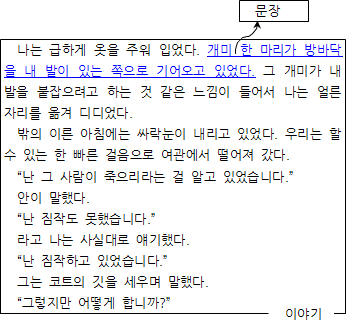 문장
나는 급하게 옷을 주워 입었다. 개미 한 마리가 방바닥
을 내 발이 있는 쪽으로 기어오고 있었다. 그 개미가 내
발을 붙잡으려고 하는 것 같은 느낌이 들어서 나는 얼른
자리를 옮겨 디디었다.
밖의 이른 아침에는 싸락눈이 내리고 있었다. 우리는 할
수 있는 한 빠른 걸음으로 여관에서 떨어져 갔다.
“난 그 사람이 죽으리라는 걸 알고 있었습니다.”
안이 말했다.
“난 짐작도 못했습니다.”
라고 나는 사실대로 얘기했다.
“난 짐작하고 있었습니다.”
그는 코트의 깃을 세우며 말했다.
“그렇지만 어떻게 합니까?”
이야기